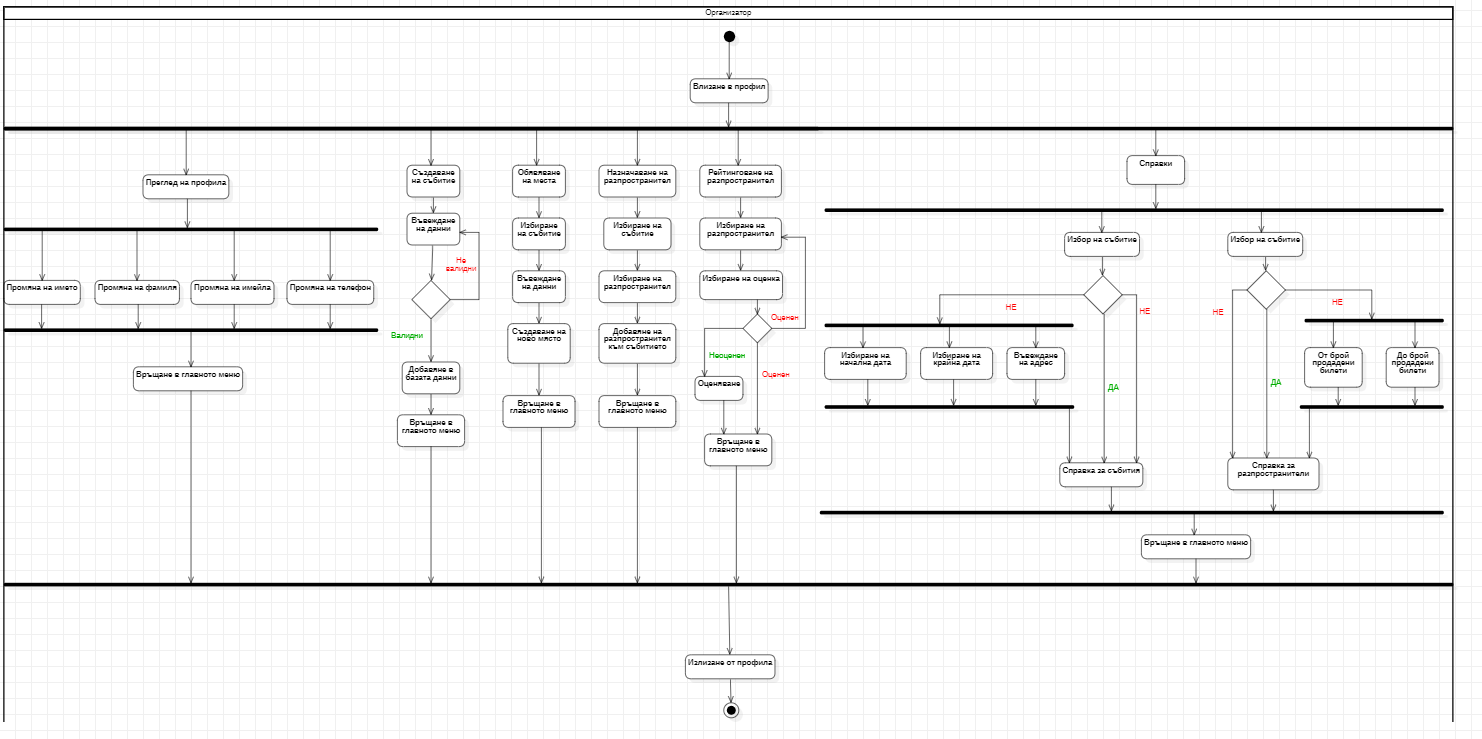 Организатор
Влизане в профил
Преглед на профила
Промяна на името
Промяна на фамилия
Промяна на имейла
Промяна на телефон
Връщане в главното меню
Създаване
на събитие
Въвеждане
на данни
Не
валидни
Валидни
Добавяне в
базата данни
Връщане в
главното меню
Обявяване
на места
Избиране
на събитие
Въвеждане
на данни
Създаване на
ново място
Връщане в
главното меню
Назначаване на
разпространител
Избиране на
събитие
Избиране на
разпространител
Добавяне на
разпространител
към събитието
Връщане в
главното меню
Рейтинговане на
разпространител
Избиране на
разпространител
Избиране на оценка
Оценен
Неоценен
Оценен
Оценяване
Връщане в
главното меню
Справки
Избор на събитие
НЕ
НЕ
Избиране на
начална дата
Избиране на
крайна дата
Въвеждане
на адрес
ДА
Справка за събития
Избор на събитие
НЕ
НЕ
От брой
продадени
билети
До брой
продадени
билети
ДА
Справка за
разпространители
Връщане в главното меню
Излизане от профила